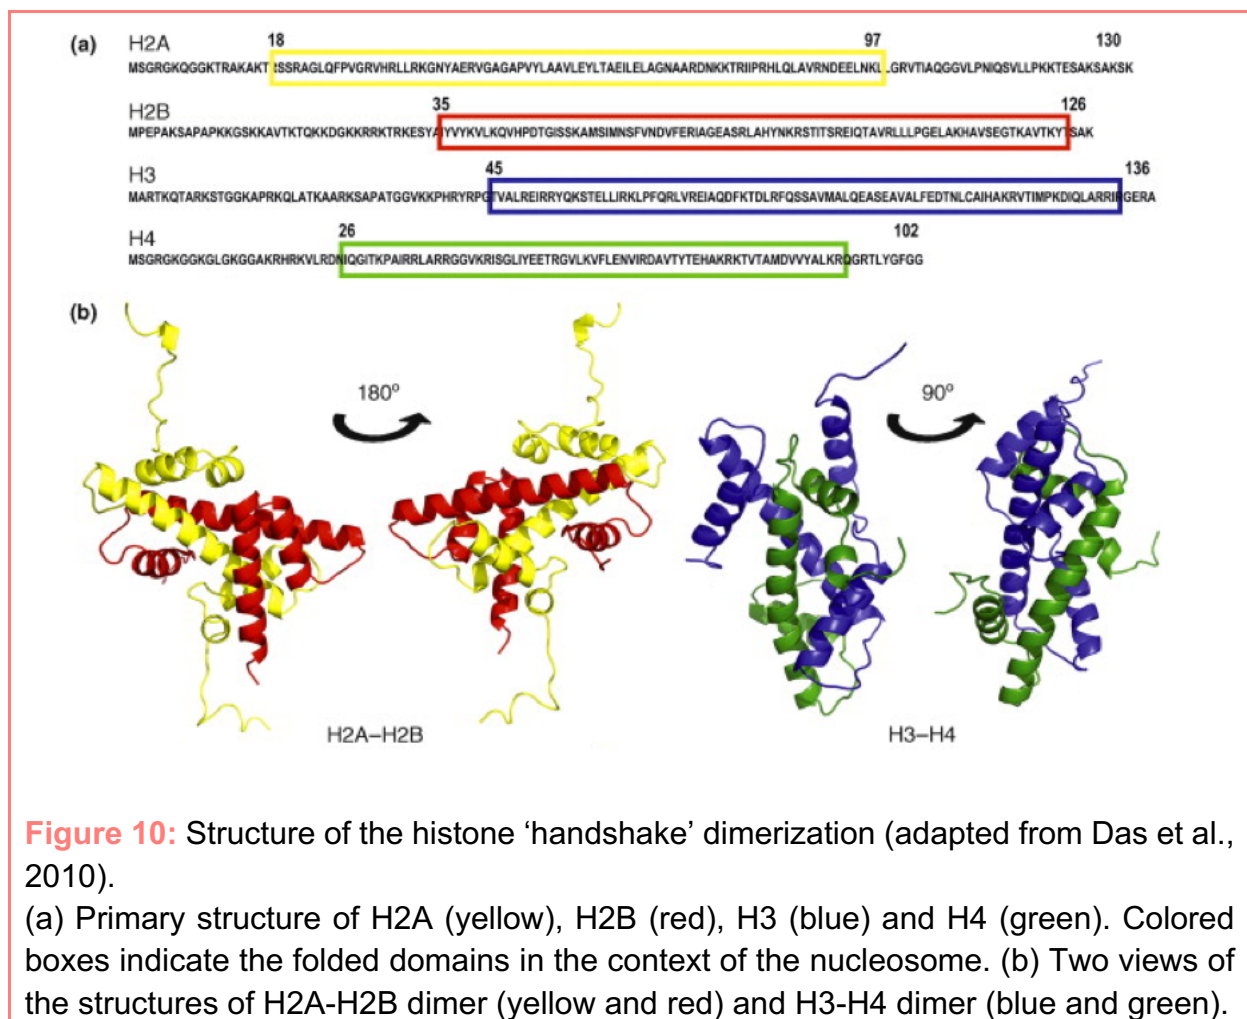 (a) H2A 18 97 130
MSGRGKQGGKTRAKAKTRSSRAGLQFPVGRVHRLLRKGNYAERVGAGAPVYLAAVLEYLTAEILELAGNAARDNKKTRIIPRHLQLAVRNDEELNKLLGRVTIAQGGVLPNIQSVLLPKKTESAKSAKSK
H2B 35 126
MPEPAKSAPAPKKGSKKAVTKTQKKDGKKRRKTRKESYAIYVYKVLKQVHPDTGISSKAMSIMNSFVNDVFERIAGEASRLAHYNKRSTITSREIQTAVRLLLPGELAKHAVSEGTKAVTKYTSAK
H3 45 136
MARTKQTARKSTGGKAPRKQLATKAARKSAPATGGVKKPHRYRPGTVALREIRRYQKSTELLIRKLPFQRLVREIAQDFKTDLRFQSSAVMALQEASEAVALFEDTNLCAIHAKRVTIMPKDIQLARRIRGERA
H4 26 102
MSGRGKGGKGLGKGGAKRHRKVLRDNIQGITKPAIRRLARRGGVKRISGLIYEETRGVLKVFLENVIRDAVTYTEHAKRKTVTAMDVVYALKRQGRTLYGFGG
(b)
180º 90º
H2A–H2B H3–H4
Figure 10: Structure of the histone ‘handshake’ dimerization (adapted from Das et al.,
2010).
(a) Primary structure of H2A (yellow), H2B (red), H3 (blue) and H4 (green). Colored
boxes indicate the folded domains in the context of the nucleosome. (b) Two views of
the structures of H2A-H2B dimer (yellow and red) and H3-H4 dimer (blue and green).